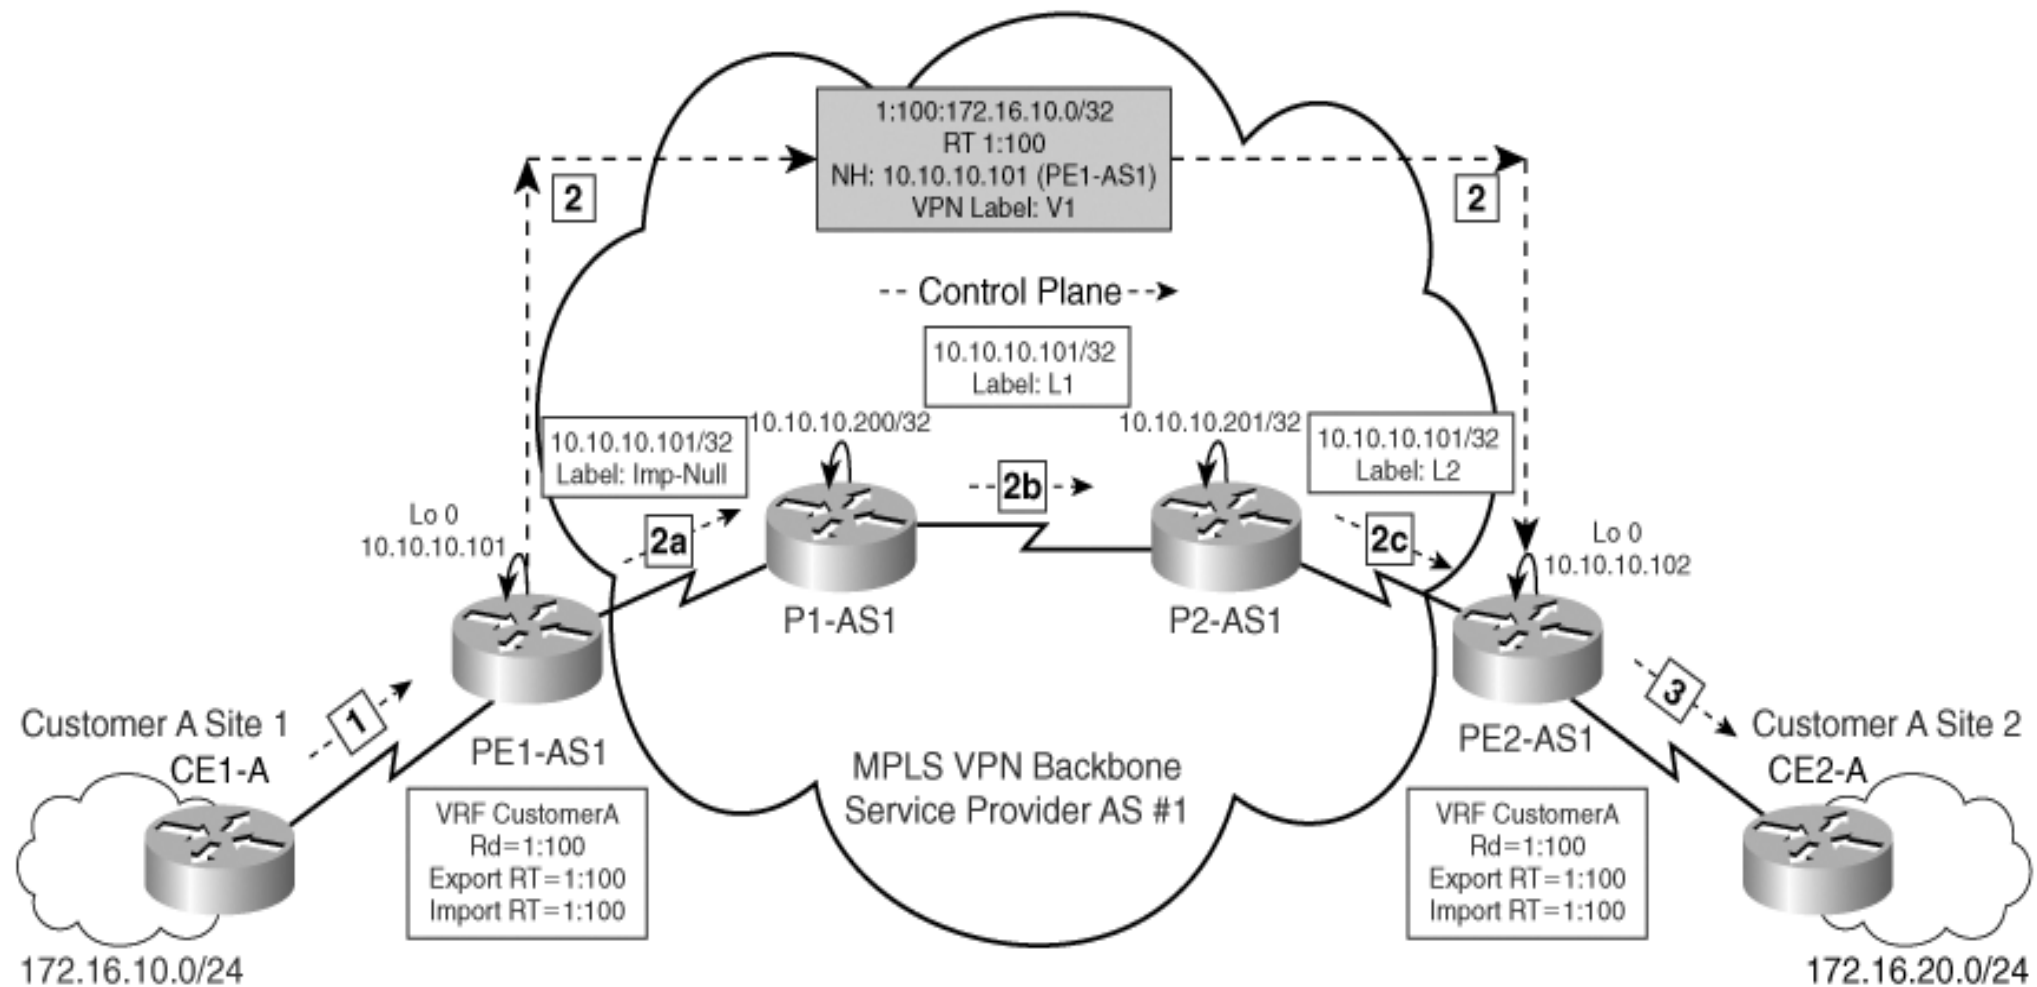 1:100:172.16.10.0/32
RT 1:100
NH: 10.10.10.101 (PE1-AS1)
VPN Label: V1
2
2
Control Plane
10.10.10.101/32
Label: L1
10.10.10.101/32
Label: Imp-Null
10.10.10.200/32
10.10.10.201/32
10.10.10.101/32
Label: L2
2a
2b
2c
Lo 0
10.10.10.101
Lo 0
10.10.10.102
P1-AS1
P2-AS1
1
3
PE1-AS1
PE2-AS1
Customer A Site 1
CE1-A
Customer A Site 2
CE2-A
MPLS VPN Backbone
Service Provider AS #1
VRF CustomerA
Rd=1:100
Export RT=1:100
Import RT=1:100
VRF CustomerA
Rd=1:100
Export RT=1:100
Import RT=1:100
172.16.10.0/24
172.16.20.0/24